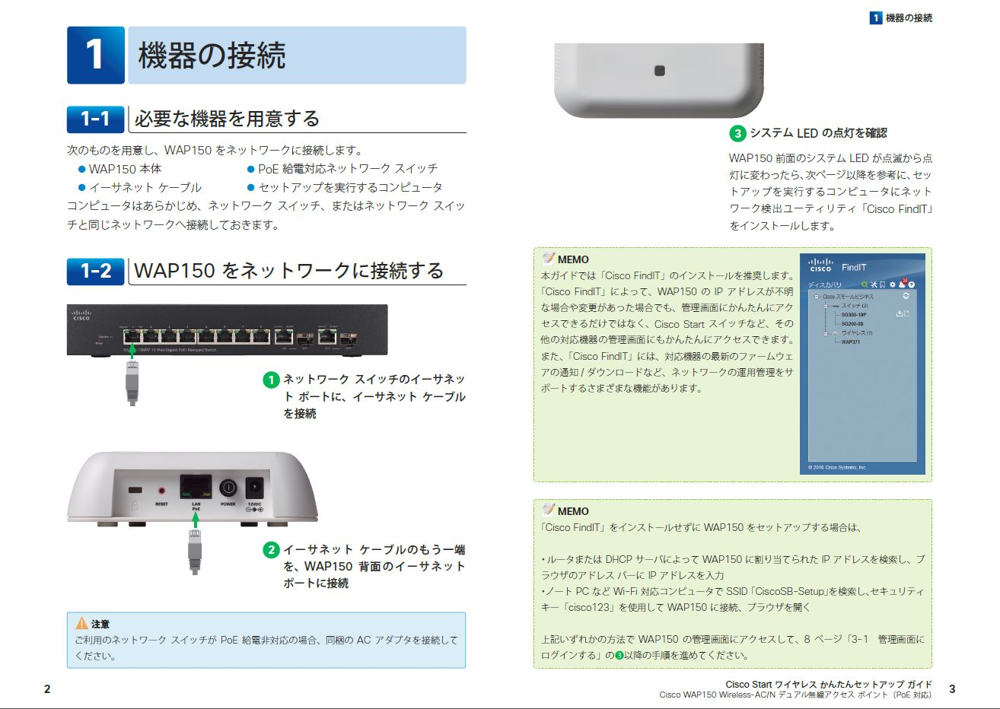 1
機器の接続
1-1
必要な機器を用意する
次のものを用意し、WAP150 をネットワークに接続します。
● WAP150 本体
● PoE 給電対応ネットワーク スイッチ
● イーサネット ケーブル
● セットアップを実行するコンピュータ
コンピュータはあらかじめ、ネットワーク スイッチ、またはネットワーク スイッ
チと同じネットワークへ接続しておきます。
1-2
WAP150 をネットワークに接続する
CISCO
1 ネットワーク スイッチのイーサネッ
ト ポートに、イーサネット ケーブル
を接続
RESET
LAN
PoE
POWER
12VDC
2 イーサネット ケーブルのもう一端
を、WAP150 背面のイーサネット
ポートに接続
注意
ご利用のネットワーク スイッチが PoE 給電非対応の場合、同梱の AC アダプタを接続して
ください。
2
1 機器の接続
3 システム LED の点灯を確認
WAP150 前面のシステム LED が点滅から点
灯に変わったら、次ページ以降を参考に、セッ
トアップを実行するコンピュータにネット
ワーク検出ユーティリティ「Cisco FindIT」
をインストールします。
MEMO
本ガイドでは「Cisco FindIT」のインストールを推奨します。
「Cisco FindIT」によって、WAP150 の IP アドレスが不明
な場合や変更があった場合でも、管理画面にかんたんにアク
セスできるだけではなく、Cisco Start スイッチなど、その
他の対応機器の管理画面にもかんたんにアクセスできます。
また、「Cisco FindIT」には、対応機器の最新のファームウェ
アの通知 / ダウンロードなど、ネットワークの運用管理をサ
ポートするさまざまな機能があります。
CISCO FindIT
ディスカバリ
Cisco スモールビジネス
スイッチ (2)
SG300-10P
SG200-08
ワイヤレス (1)
WAP371
© 2016 Cisco Systems, Inc.
MEMO
「Cisco FindIT」をインストールせずに WAP150 をセットアップする場合は、
・ルータまたは DHCP サーバによって WAP150 に割り当てられた IP アドレスを検索し、ブ
ラウザのアドレス バーに IP アドレスを入力
・ノート PC など Wi-Fi 対応コンピュータで SSID「CiscoSB-Setup」を検索し、セキュリティ
キー「cisco123」を使用して WAP150 に接続、ブラウザを開く
上記いずれかの方法で WAP150 の管理画面にアクセスして、8 ページ「3-1　管理画面に
ログインする」の3以降の手順を進めてください。
Cisco Start ワイヤレス かんたんセットアップ ガイド
Cisco WAP150 Wireless-AC/N デュアル無線アクセス ポイント（PoE 対応）
3